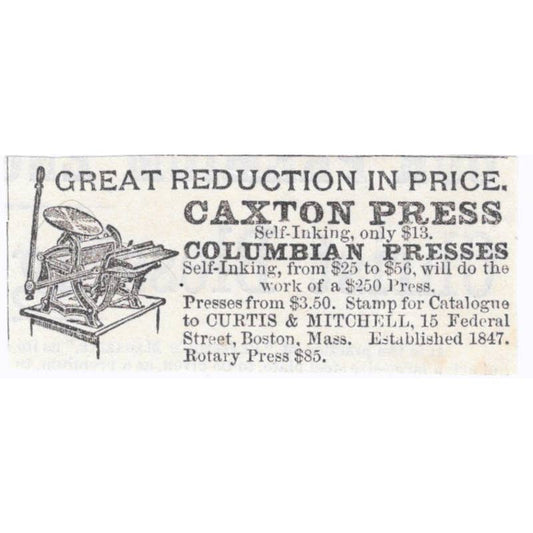 GREAT REDUCTION IN PRICE.
CAXTON PRESS
Self-Inking, only $13.
COLUMBIAN PRESSES
Self-Inking, from $25 to $56, will do the
work of a $250 Press.
Presses from $3.50. Stamp for Catalogue
to CURTIS & MITCHELL, 15 Federal
Street, Boston, Mass. Established 1847.
Rotary Press $85.